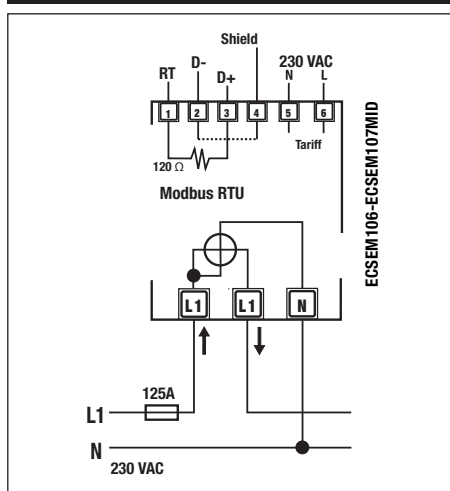 Shield
D- 230 VAC
RT D+ N L
1 2 3 4 5 6
120 Ω Tariff
Modbus RTU
ECSEM106-ECSEM107MID
L1 L1 N
125A
L1
N
230 VAC